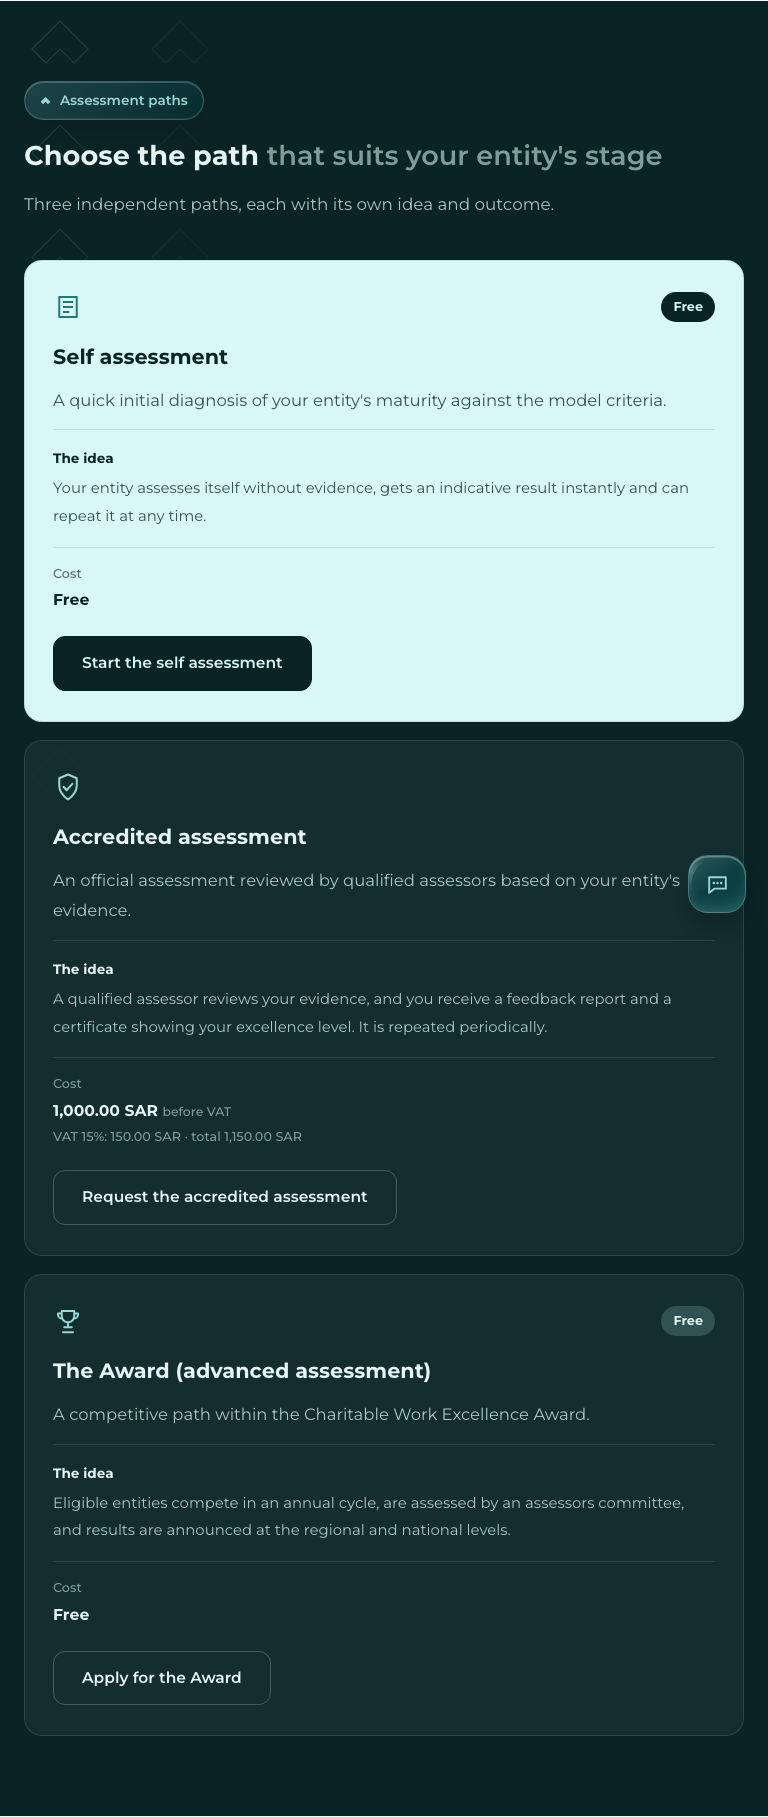 Assessment paths
Choose the path that suits your entity's stage
Three independent paths, each with its own idea and outcome.
Free
Self assessment
A quick initial diagnosis of your entity's maturity against the model criteria.
The idea
Your entity assesses itself without evidence, gets an indicative result instantly and can
repeat it at any time.
Cost
Free
Start the self assessment
Accredited assessment
An official assessment reviewed by qualified assessors based on your entity's
evidence.
The idea
A qualified assessor reviews your evidence, and you receive a feedback report and a
certificate showing your excellence level. It is repeated periodically.
Cost
1,000.00 SAR before VAT
VAT 15%: 150.00 SAR · total 1,150.00 SAR
Request the accredited assessment
Free
The Award (advanced assessment)
A competitive path within the Charitable Work Excellence Award.
The idea
Eligible entities compete in an annual cycle, are assessed by an assessors committee,
and results are announced at the regional and national levels.
Cost
Free
Apply for the Award